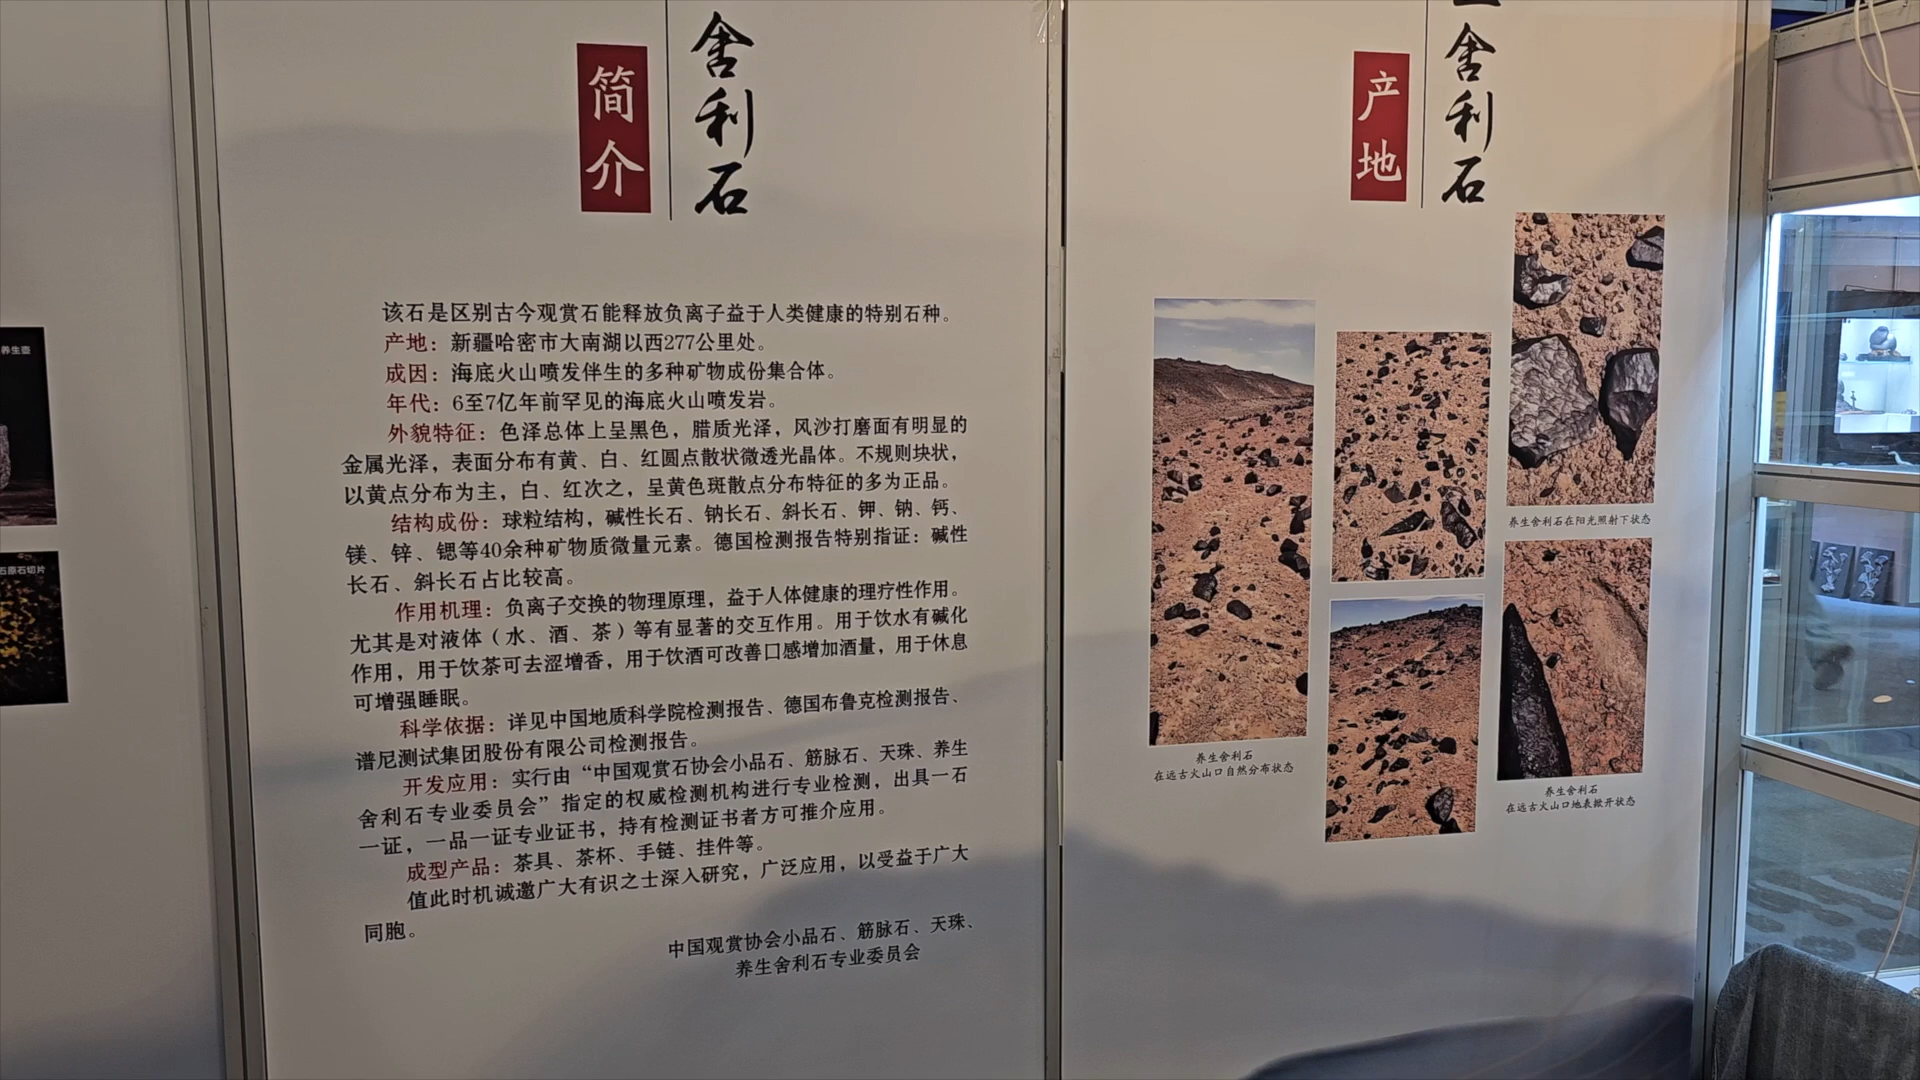 养生壶
石原石切片
简介
舍利石
该石是区别古今观赏石能释放负离子益于人类健康的特别石种。
产地：新疆哈密市大南湖以西277公里处。
成因：海底火山喷发伴生的多种矿物成份集合体。
年代：6至7亿年前罕见的海底火山喷发岩。
外貌特征：色泽总体上呈黑色，腊质光泽，风沙打磨面有明显的
金属光泽，表面分布有黄、白、红圆点散状微透光晶体。不规则块状，
以黄点分布为主，白、红次之，呈黄色斑散点分布特征的多为正品。
结构成份：球粒结构，碱性长石、钠长石、斜长石、钾、钠、钙、
镁、锌、锶等40余种矿物质微量元素。德国检测报告特别指证：碱性
长石、斜长石占比较高。
作用机理：负离子交换的物理原理，益于人体健康的理疗性作用。
尤其是对液体（水、酒、茶）等有显著的交互作用。用于饮水有碱化
作用，用于饮茶可去涩增香，用于饮酒可改善口感增加酒量，用于休息
可增强睡眠。
科学依据：详见中国地质科学院检测报告、德国布鲁克检测报告、
谱尼测试集团股份有限公司检测报告。
开发应用：实行由“中国观赏石协会小品石、筋脉石、天珠、养生
舍利石专业委员会”指定的权威检测机构进行专业检测，出具一石
一证，一品一证专业证书，持有检测证书者方可推介应用。
成型产品：茶具、茶杯、手链、挂件等。
值此时机诚邀广大有识之士深入研究，广泛应用，以受益于广大
同胞。
中国观赏协会小品石、筋脉石、天珠、
养生舍利石专业委员会
产地
舍利石
养生舍利石在阳光照射下状态
养生舍利石
在远古火山口自然分布状态
养生舍利石
在远古火山口地表掀开状态